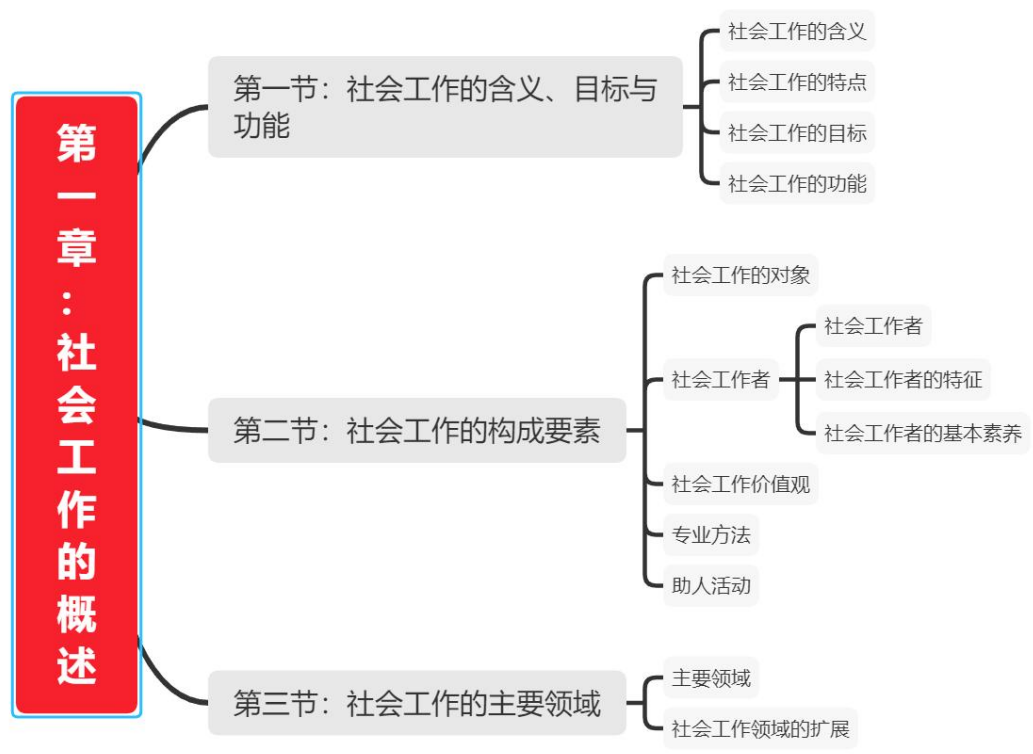 第一章：社会工作的概述
第一节：社会工作的含义、目标与
功能
社会工作的含义
社会工作的特点
社会工作的目标
社会工作的功能
第二节：社会工作的构成要素
社会工作的对象
社会工作者
社会工作者
社会工作者的特征
社会工作者的基本素养
社会工作价值观
专业方法
助人活动
第三节：社会工作的主要领域
主要领域
社会工作领域的扩展